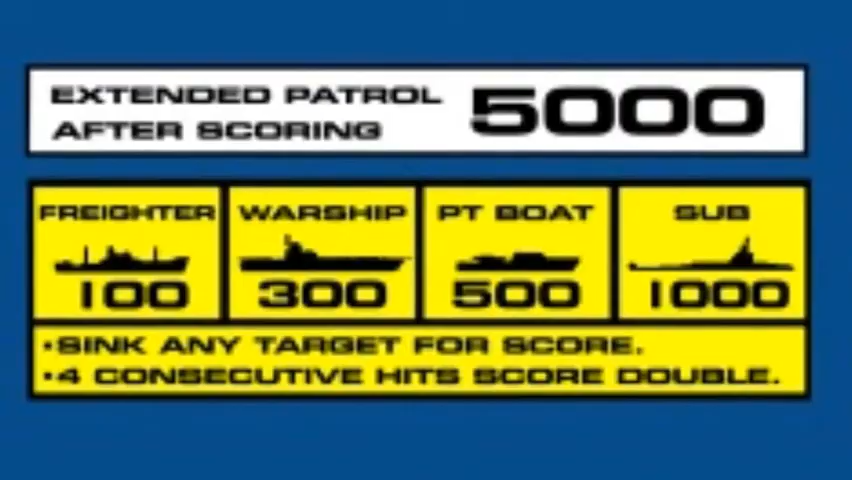 EXTENDED PATROL
AFTER SCORING 5000
FREIGHTER WARSHIP PT BOAT SUB
100 300 500 1000
•SINK ANY TARGET FOR SCORE.
•4 CONSECUTIVE HITS SCORE DOUBLE.